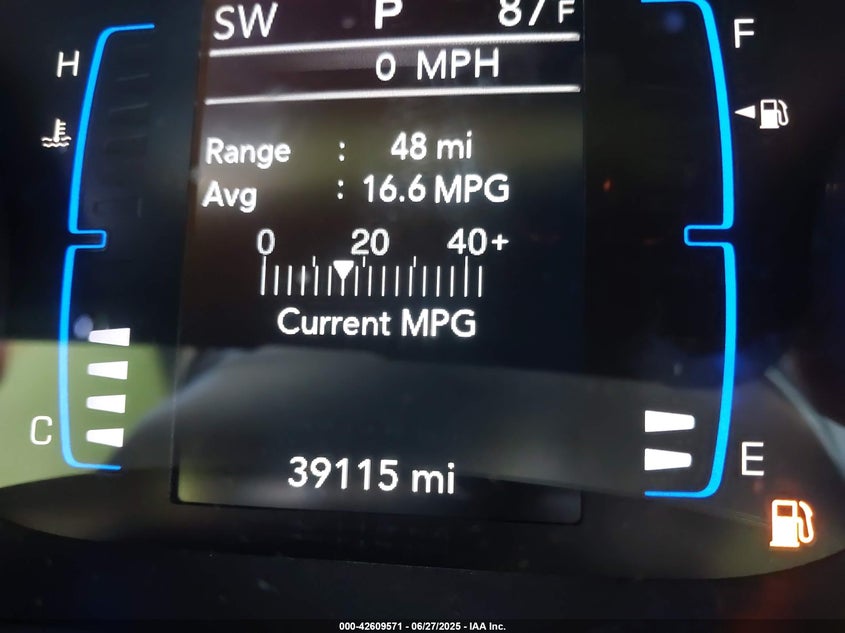 SW P 87F
H F
0 MPH
Range : 48 mi
Avg : 16.6 MPG
0 20 40+
Current MPG
C E
39115 mi
000-42609571 - 06/27/2025 - IAA Inc.